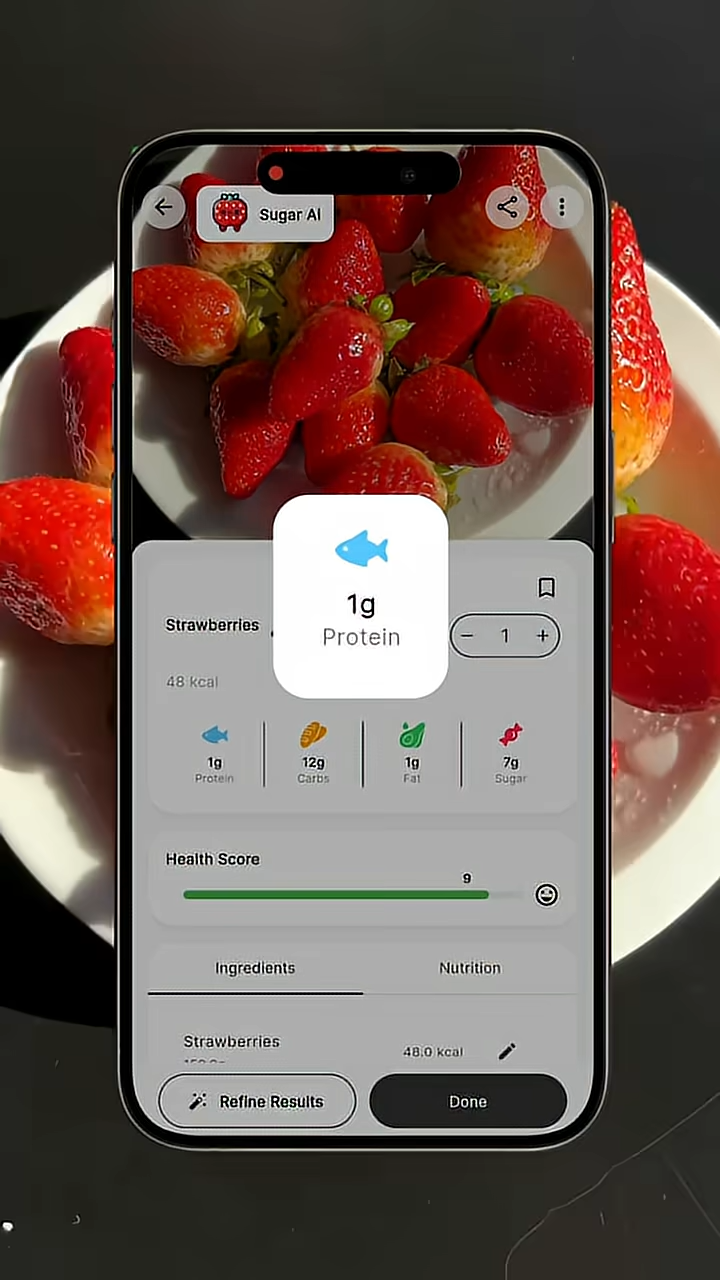 Sugar AI
1g
Protein
Strawberries
1
48 kcal
1g
Protein
12g
Carbs
1g
Fat
7g
Sugar
Health Score
9
Ingredients
Nutrition
Strawberries
48.0 kcal
Refine Results
Done